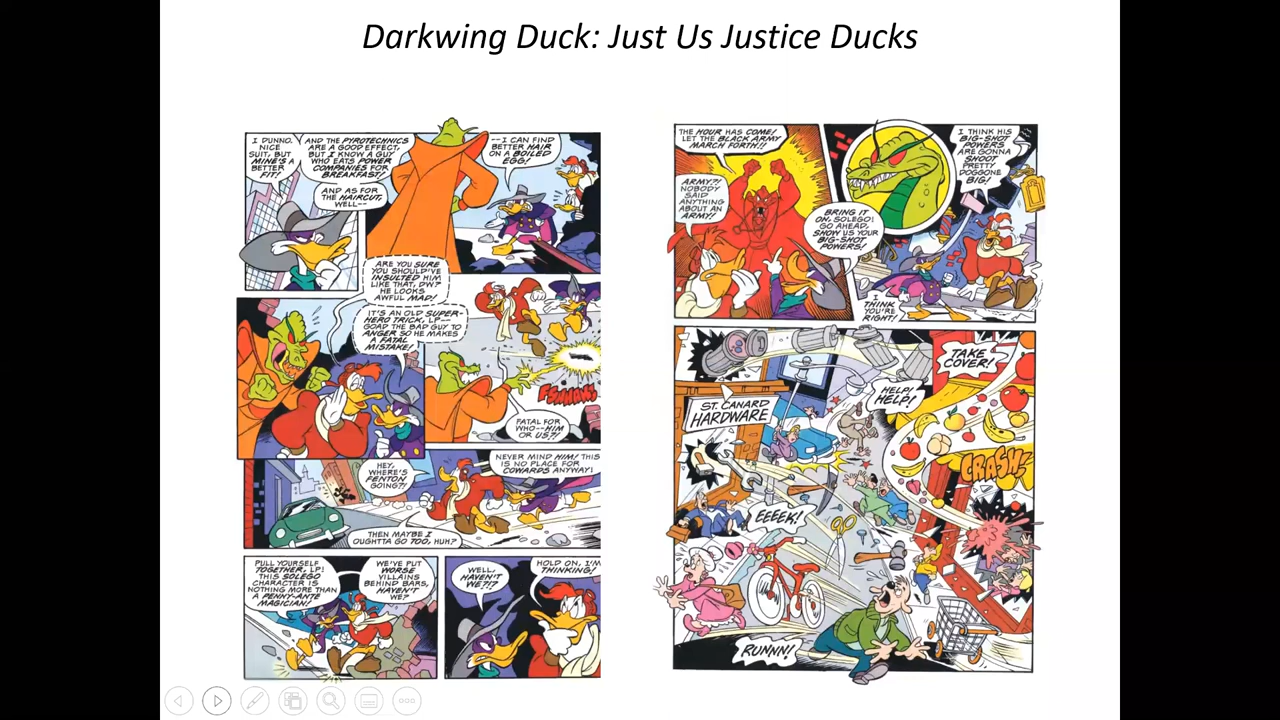 Darkwing Duck: Just Us Justice Ducks
I DUNNO.
NICE
SUIT, BUT
MINE'S A
BETTER
FIT!
AND THE PYROTECHNICS
ARE A GOOD EFFECT,
BUT I KNOW A GUY
WHO EATS POWER
COMPANIES FOR
BREAKFAST!
AND AS FOR
THE HAIRCUT,
WELL--
--I CAN FIND
BETTER HAIR
ON A BOILED
EGG!
ARE YOU SURE
YOU SHOULD'VE
INSULTED HIM
LIKE THAT, DW?
HE LOOKS
AWFUL MAD!
IT'S AN OLD SUPER-
HERO TRICK, LP--
GOAD THE BAD GUY TO
ANGER SO HE MAKES
A FATAL
MISTAKE!
FATAL FOR
WHO--HIM
OR US?!
HEY,
WHERE'S
FENTON
GOING?!
NEVER MIND HIM! THIS
IS NO PLACE FOR
COWARDS ANYWAY!
THEN MAYBE I
OUGHTTA GO TOO, HUH?
PULL YOURSELF
TOGETHER, LP!
THIS SOLEGO
CHARACTER IS
NOTHING MORE THAN
A PENNY-ANTE
MAGICIAN!
WE'VE PUT
WORSE
VILLAINS
BEHIND BARS,
HAVEN'T
WE?
WELL,
HAVEN'T
WE?!?
HOLD ON, I'M
THINKING!
THE HOUR HAS COME!
LET THE BLACK ARMY
MARCH FORTH!!
ARMY?!
NOBODY
SAID
ANYTHING
ABOUT AN
ARMY!
BRING IT
ON, SOLEGO!
GO AHEAD,
SHOW US YOUR
BIG-SHOT
POWERS!
I THINK HIS
BIG-SHOT
POWERS
ARE GONNA
SHOOT
PRETTY
DOGGONE
BIG!
I
THINK
YOU'RE
RIGHT!
TAKE
COVER!
ST. CANARD
HARDWARE
HELP!
HELP!
CRASH!
EEEEK!
RUNNN!